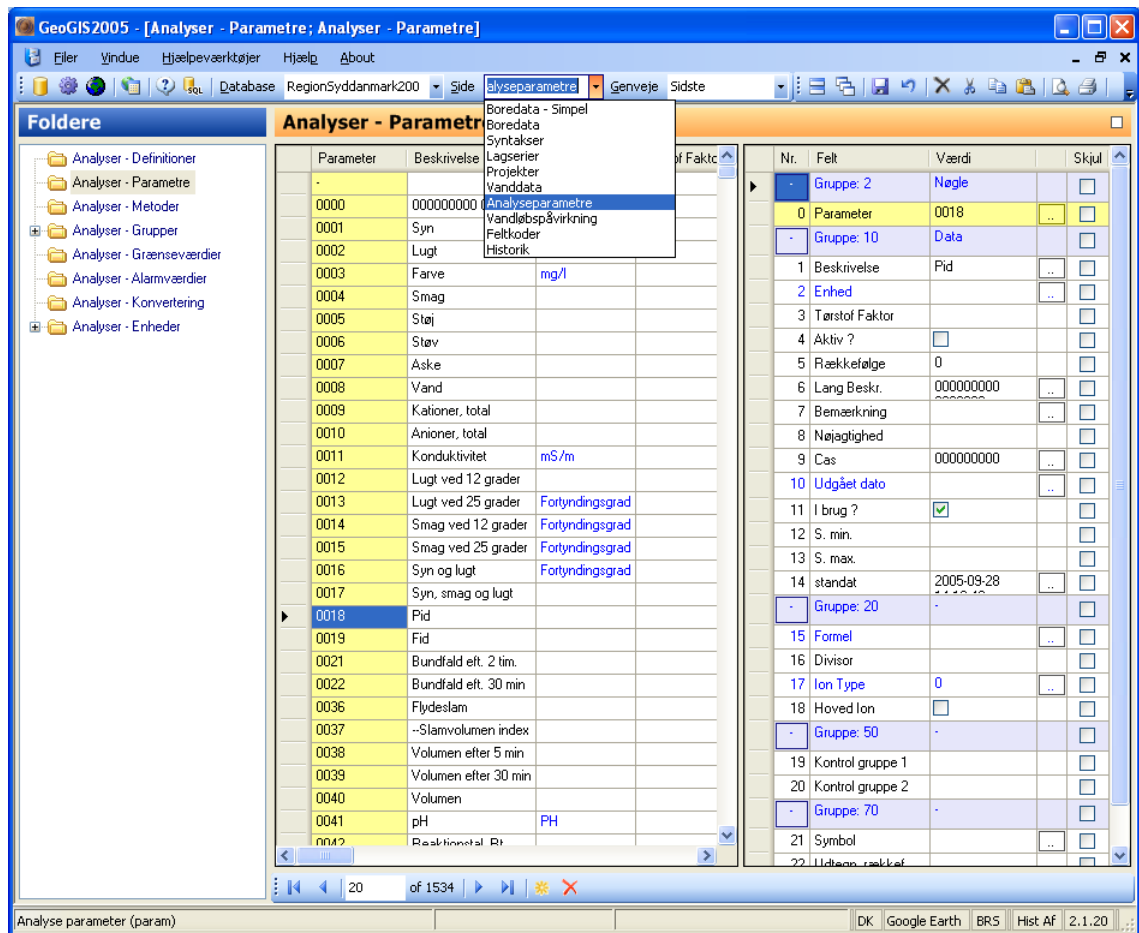 GeoGIS2005 - [Analyser - Parametre; Analyser - Parametre]
Filer Vindue Hjælpeværktøjer Hjælp About
SQL Database RegionSyddanmark200 Side alyseparametre Genveje Sidste
Boredata - Simpel
Boredata
Syntakser
Lagserier
Projekter
Vanddata
Analyseparametre
Vandløbspåvirkning
Feltkoder
Historik
Foldere
Analyser - Definitioner
Analyser - Parametre
Analyser - Metoder
Analyser - Grupper
Analyser - Grænseværdier
Analyser - Alarmværdier
Analyser - Konvertering
Analyser - Enheder
Analyser - Parametre
Parameter Beskrivelse of Faktc
-
0000 000000000
0001 Syn
0002 Lugt
0003 Farve mg/l
0004 Smag
0005 Støj
0006 Støv
0007 Aske
0008 Vand
0009 Kationer, total
0010 Anioner, total
0011 Konduktivitet mS/m
0012 Lugt ved 12 grader
0013 Lugt ved 25 grader Fortyndingsgrad
0014 Smag ved 12 grader Fortyndingsgrad
0015 Smag ved 25 grader Fortyndingsgrad
0016 Syn og lugt Fortyndingsgrad
0017 Syn, smag og lugt
0018 Pid
0019 Fid
0021 Bundfald eft. 2 tim.
0022 Bundfald eft. 30 min
0036 Flydeslam
0037 --Slamvolumen index
0038 Volumen efter 5 min
0039 Volumen efter 30 min
0040 Volumen
0041 pH PH
0042 Reaktionstal, Rt
Nr. Felt Værdi Skjul
- Gruppe: 2 Nøgle
0 Parameter 0018 ..
- Gruppe: 10 Data
1 Beskrivelse Pid ..
2 Enhed ..
3 Tørstof Faktor
4 Aktiv ?
5 Rækkefølge 0
6 Lang Beskr. 000000000 ..
7 Bemærkning ..
8 Nøjagtighed
9 Cas 000000000 ..
10 Udgået dato ..
11 I brug ?
12 S. min.
13 S. max.
14 standat 2005-09-28 ..
- Gruppe: 20 -
15 Formel ..
16 Divisor
17 Ion Type 0 ..
18 Hoved Ion
- Gruppe: 50 -
19 Kontrol gruppe 1
20 Kontrol gruppe 2
- Gruppe: 70 -
21 Symbol ..
22 Udtegn. rækkef
20 of 1534
Analyse parameter (param) DK Google Earth BRS Hist Af 2.1.20